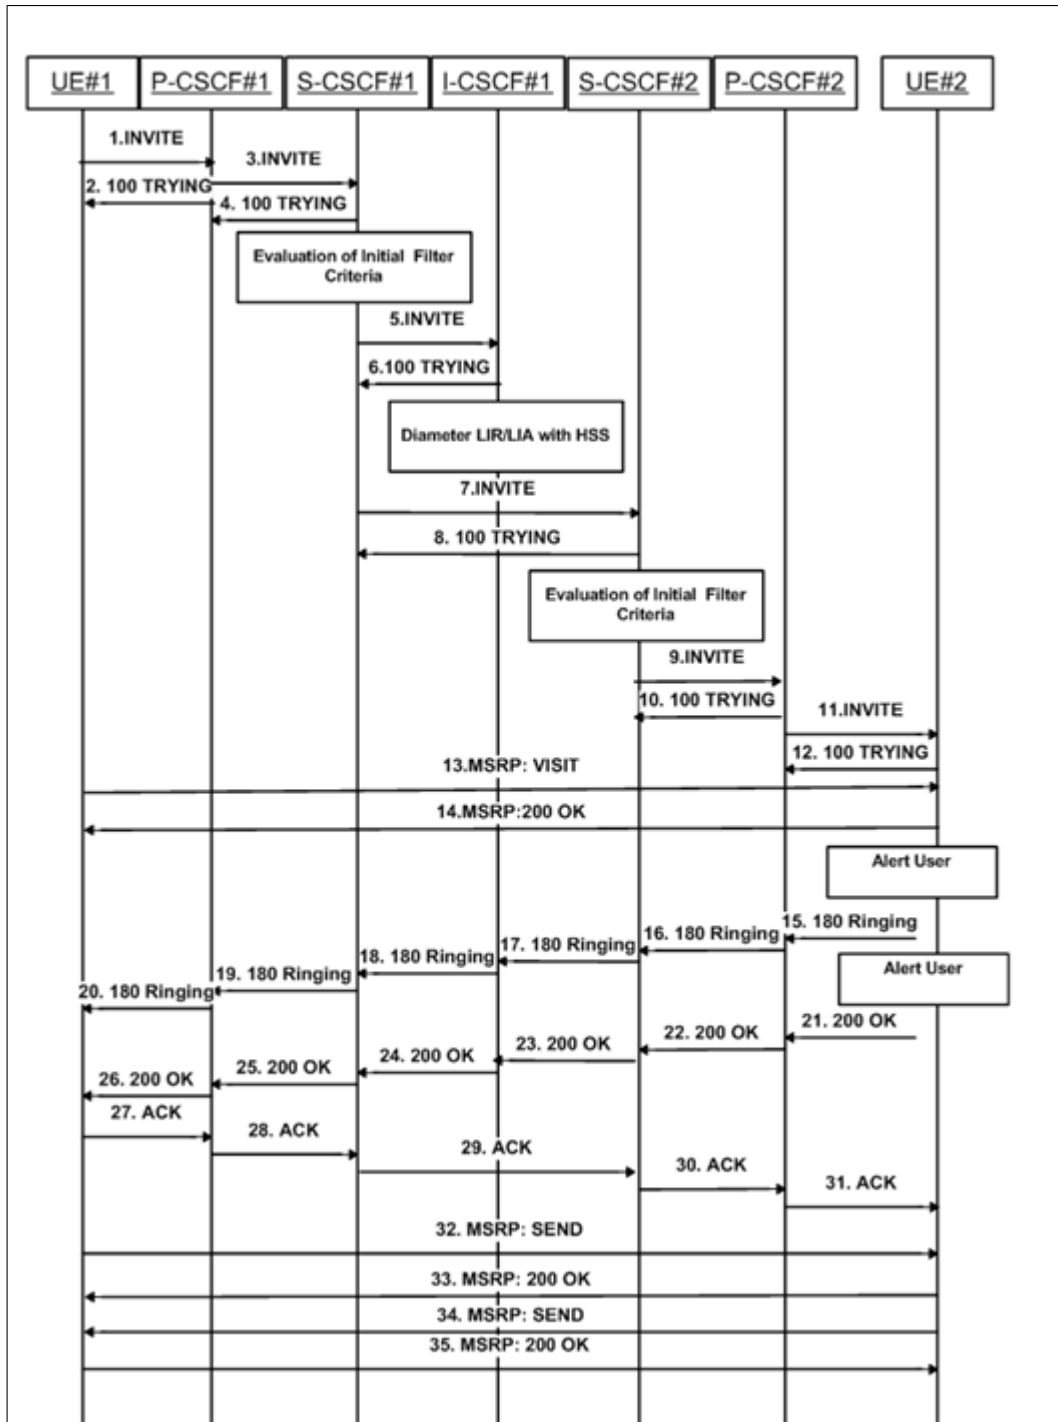 UE#1 P-CSCF#1 S-CSCF#1 I-CSCF#1 S-CSCF#2 P-CSCF#2 UE#2
1.INVITE
3.INVITE
2. 100 TRYING
4. 100 TRYING
Evaluation of Initial Filter
Criteria
5.INVITE
6.100 TRYING
Diameter LIR/LIA with HSS
7.INVITE
8. 100 TRYING
Evaluation of Initial Filter
Criteria
9.INVITE
10. 100 TRYING
11.INVITE
12. 100 TRYING
13.MSRP: VISIT
14.MSRP:200 OK
Alert User
15. 180 Ringing
16. 180 Ringing
17. 180 Ringing
18. 180 Ringing
19. 180 Ringing
20. 180 Ringing
Alert User
21. 200 OK
22. 200 OK
23. 200 OK
24. 200 OK
25. 200 OK
26. 200 OK
27. ACK
28. ACK
29. ACK
30. ACK
31. ACK
32. MSRP: SEND
33. MSRP: 200 OK
34. MSRP: SEND
35. MSRP: 200 OK